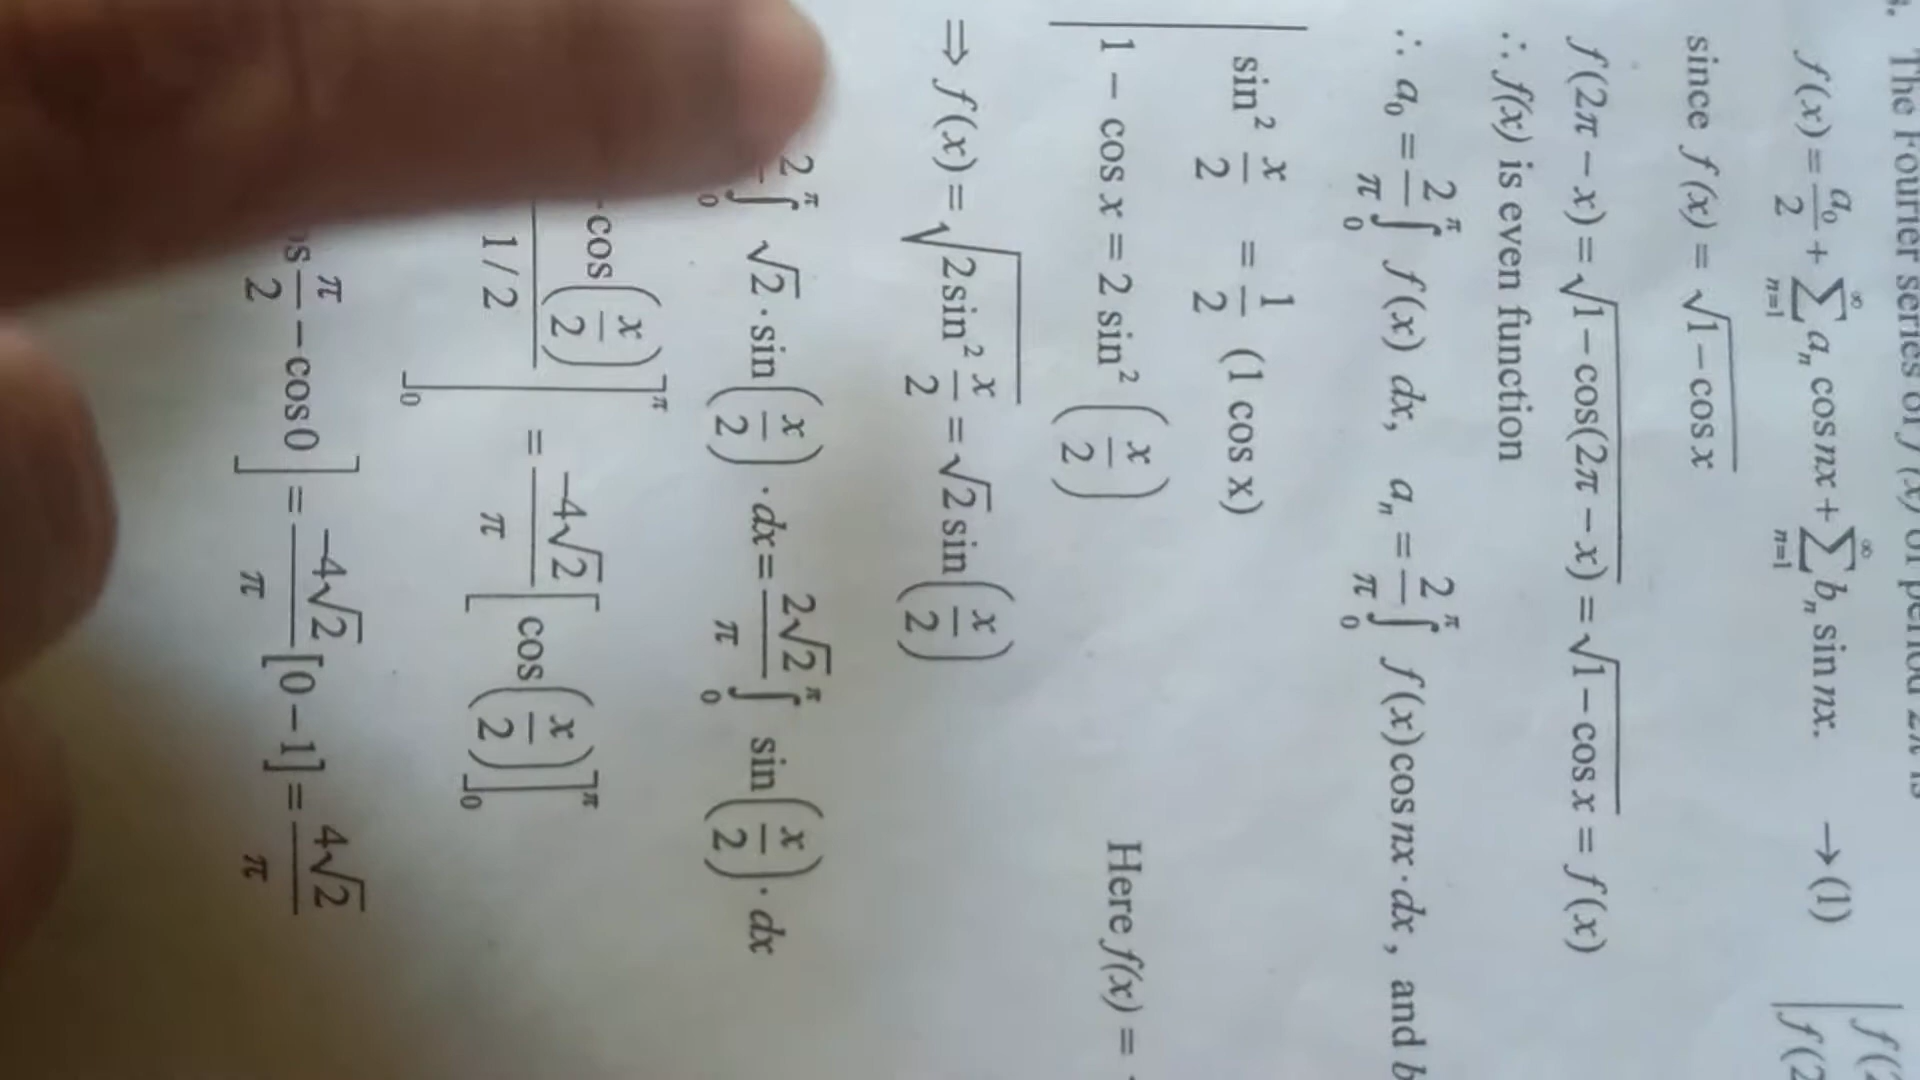 The Fourier series of f(x) of period 2π is
f(x) = a₀/2 + ∑_{n=1}^{∞} aₙ cos nx + ∑_{n=1}^{∞} bₙ sin nx. →(1)
since f(x) = √(1−cos x)
f(2π − x) = √(1−cos(2π − x)) = √(1−cos x) = f(x)
∴ f(x) is even function
∴ a₀ = 2/π ∫₀^π f(x) dx, aₙ = 2/π ∫₀^π f(x) cos nx · dx, and b
sin² x/2 = 1/2 (1 cos x)
1 − cos x = 2 sin² (x/2) Here f(x) =
⇒ f(x) = √(2 sin² x/2) = √2 sin (x/2)
2 ∫₀^π √2 · sin (x/2) · dx = 2√2/π ∫₀^π sin (x/2) · dx
cos(x/2) / 1/2 ]₀^π = −4√2/π [cos (x/2)]₀^π
π/2 − cos 0] = −4√2/π [0 − 1] = 4√2/π